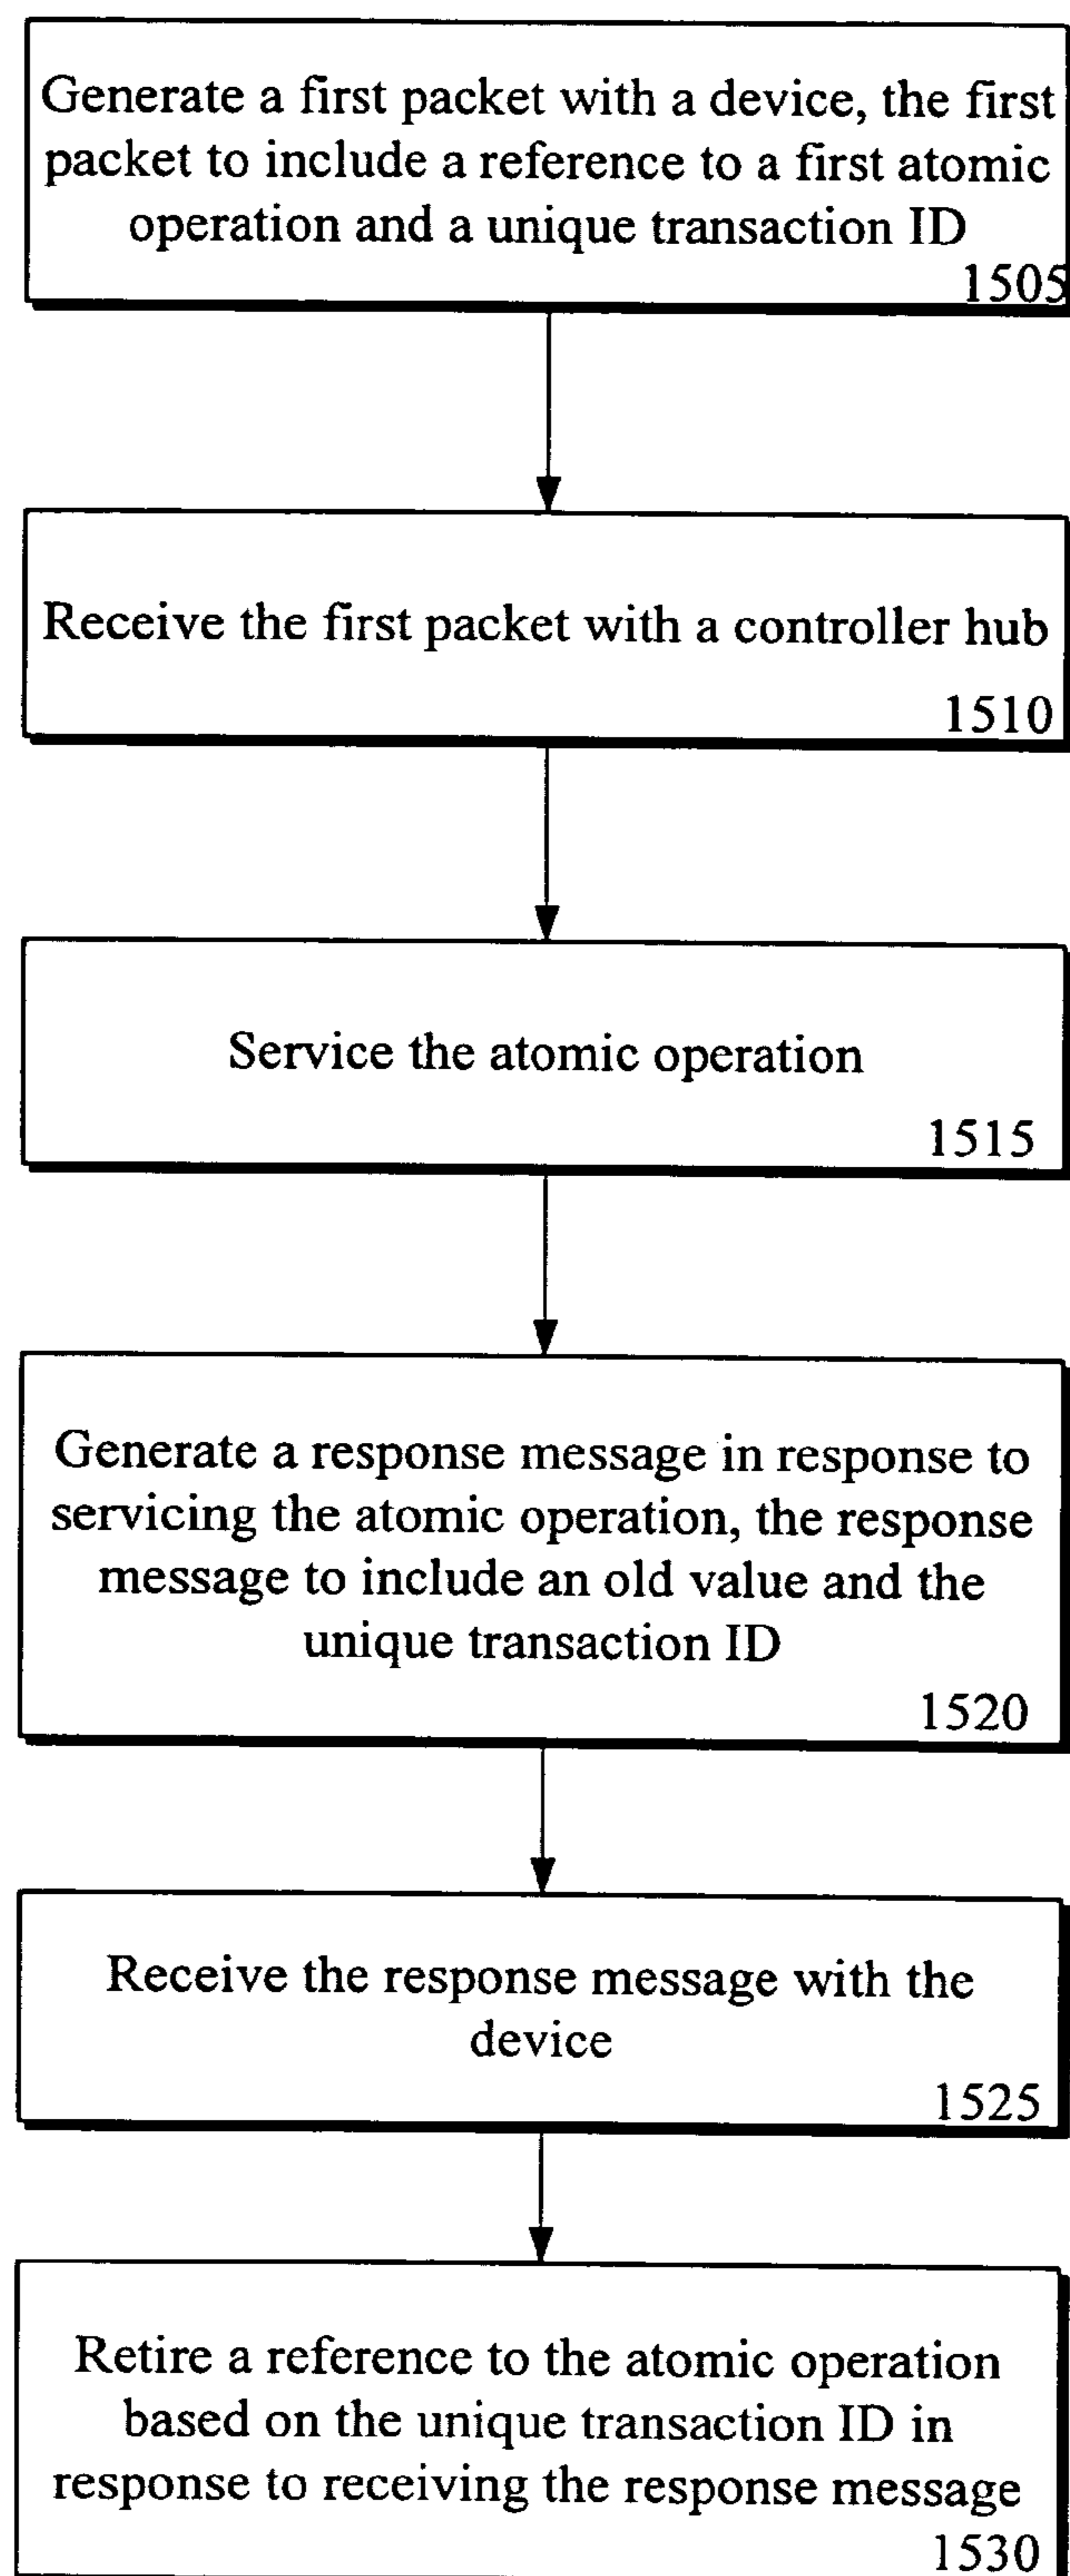 Generate a first packet with a device, the first
packet to include a reference to a first atomic
operation and a unique transaction ID
1505
Receive the first packet with a controller hub
1510
Service the atomic operation
1515
Generate a response message in response to
servicing the atomic operation, the response
message to include an old value and the
unique transaction ID
1520
Receive the response message with the
device
1525
Retire a reference to the atomic operation
based on the unique transaction ID in
response to receiving the response message
1530